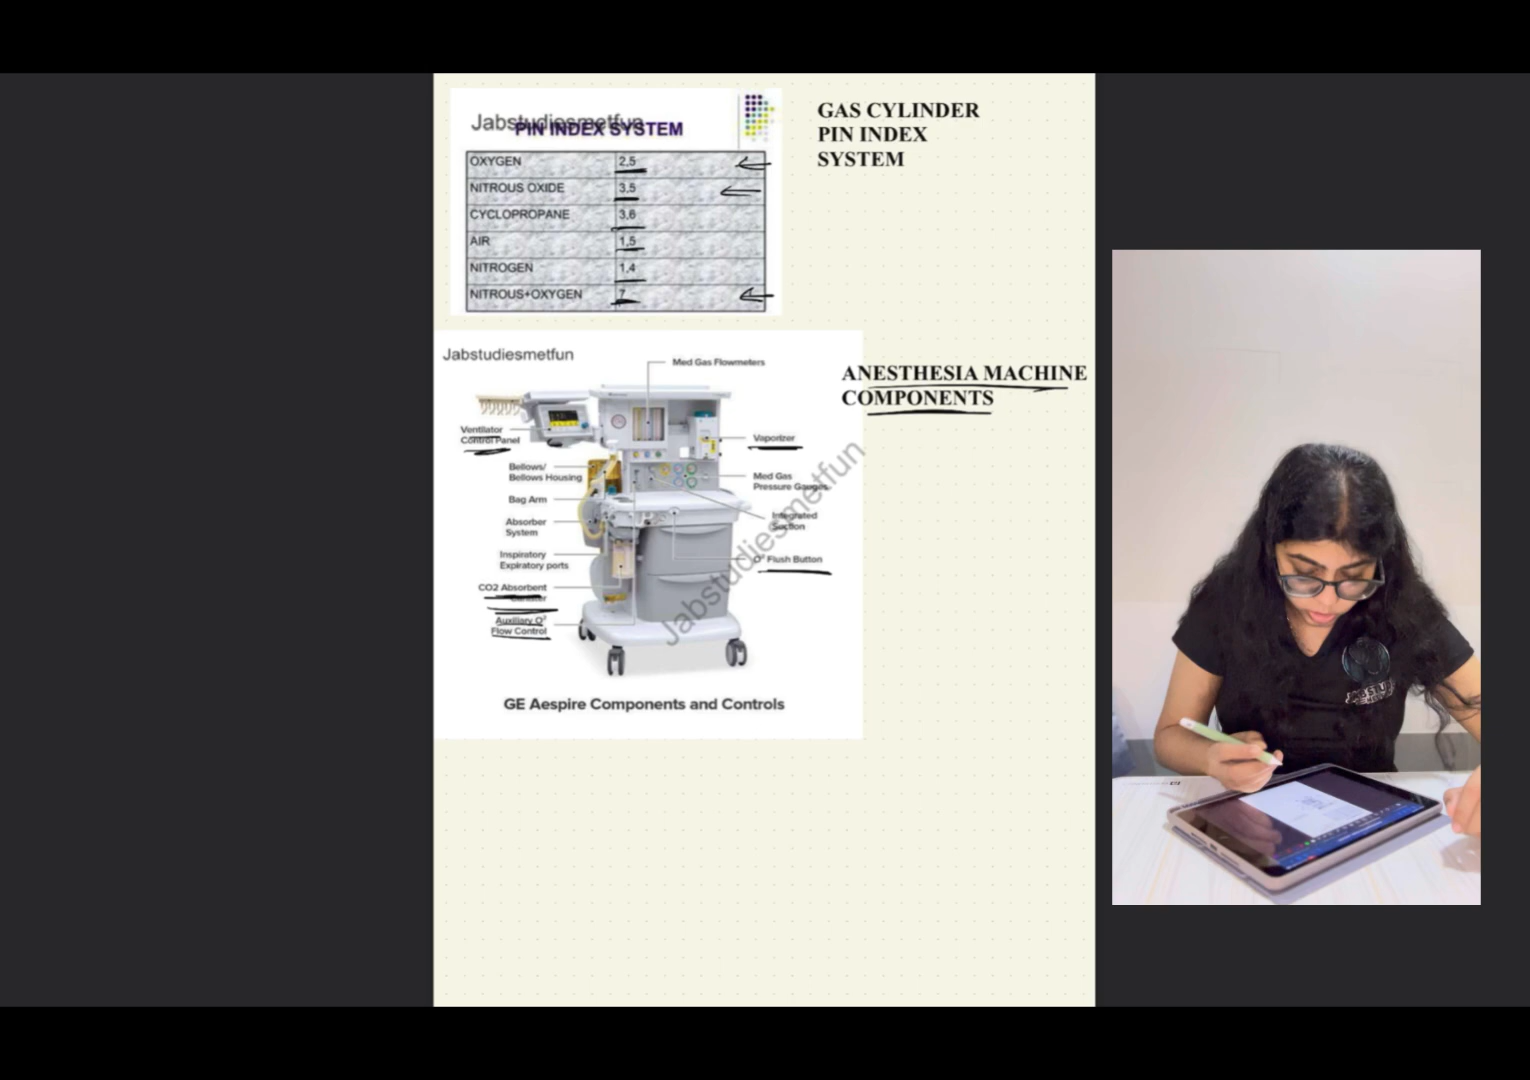 Jabstudiesmetfun
PIN INDEX SYSTEM
OXYGEN 2,5
NITROUS OXIDE 3,5
CYCLOPROPANE 3,6
AIR 1,5
NITROGEN 1,4
NITROUS+OXYGEN 7
GAS CYLINDER
PIN INDEX
SYSTEM
Jabstudiesmetfun
ANESTHESIA MACHINE
COMPONENTS
Med Gas Flowmeters
Ventilator
Control Panel
Bellows/
Bellows Housing
Bag Arm
Absorber
System
Inspiratory
Expiratory ports
CO2 Absorbent
Auxiliary O²
Flow Control
Vaporizer
Med Gas
Pressure Gauges
Integrated
Suction
O² Flush Button
Jabstudiesmetfun
GE Aespire Components and Controls